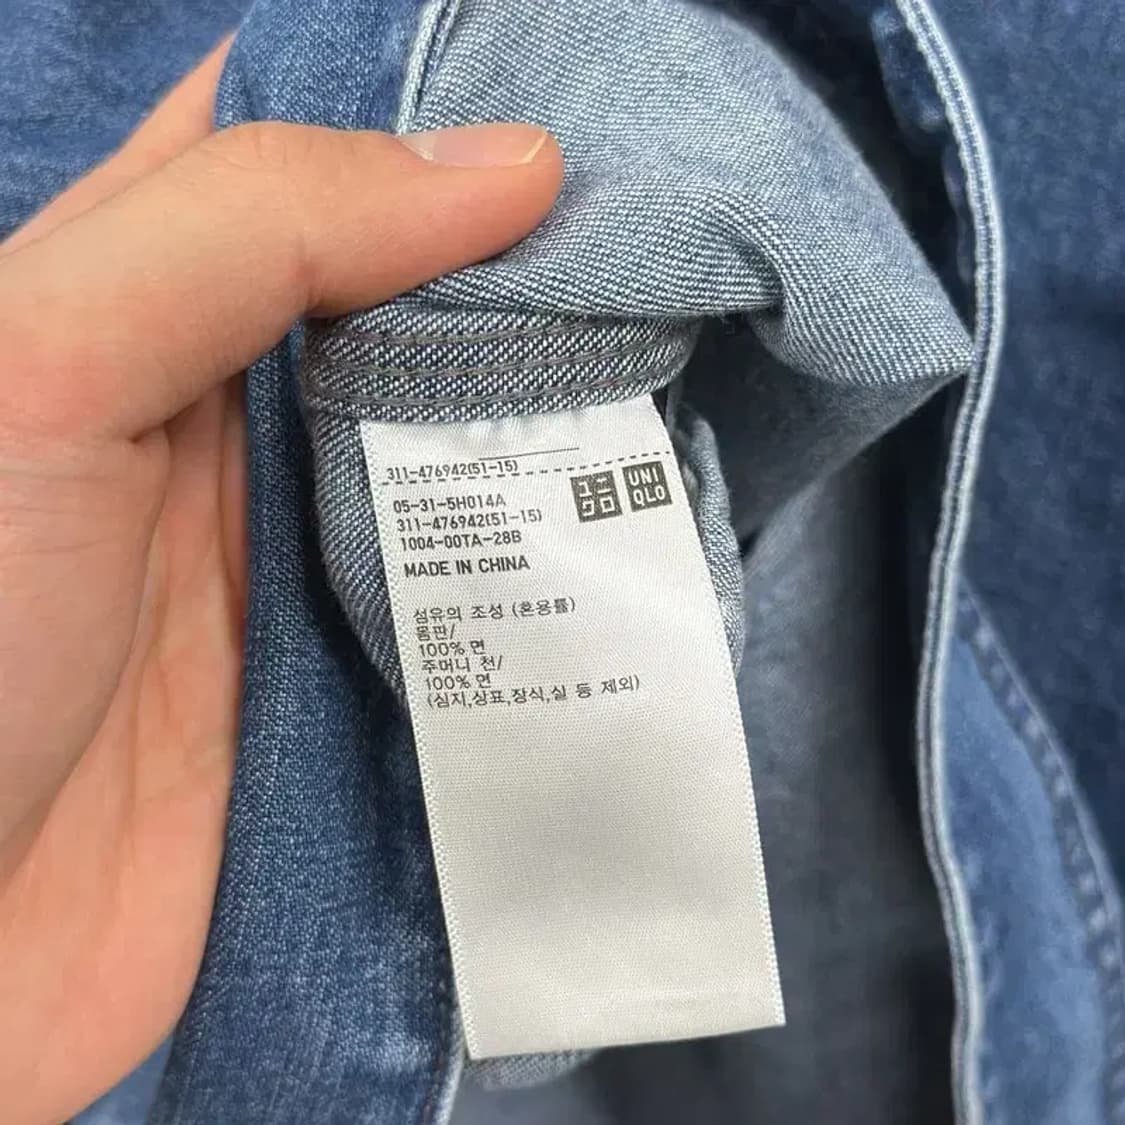 311-476942(51-15)
05-31-5H014A
311-476942(51-15)
1004-00TA-28B
MADE IN CHINA
ユニ
クロ
UNI
QLO
섬유의 조성 (혼용률)
몸판/
100% 면
주머니 천/
100% 면
(심지,상표,장식,실 등 제외)